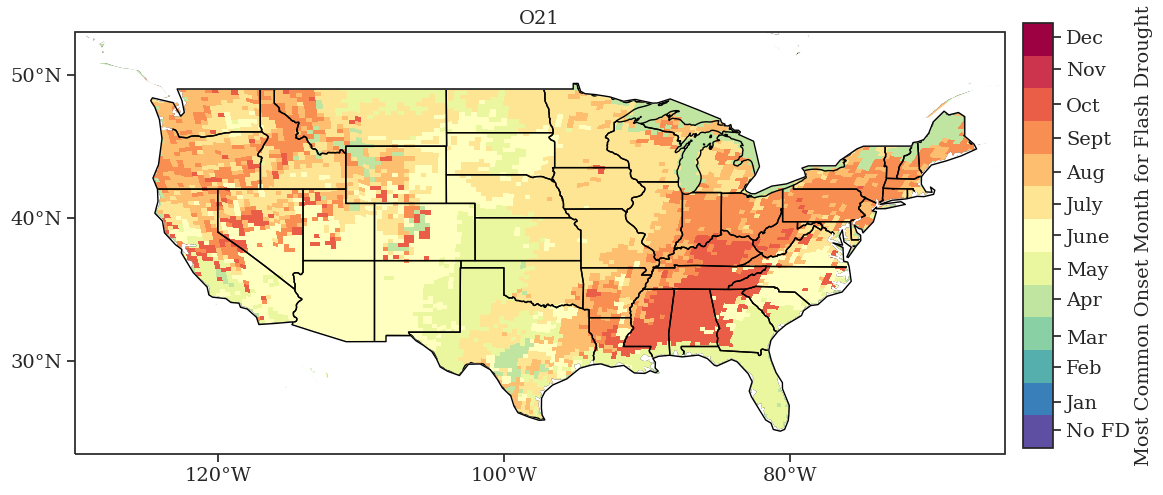 O21
50°N
40°N
30°N
120°W
100°W
80°W
Dec
Nov
Oct
Sept
Aug
July
June
May
Apr
Mar
Feb
Jan
No FD
Most Common Onset Month for Flash Drought